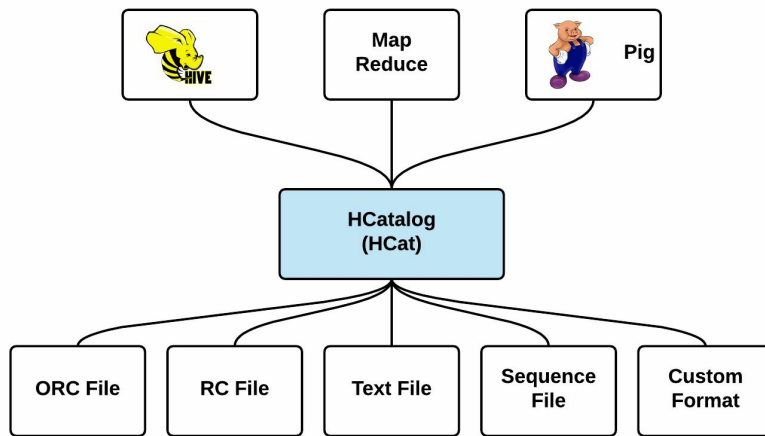 HIVE
Map
Reduce
Pig
HCatalog
(HCat)
ORC File
RC File
Text File
Sequence
File
Custom
Format